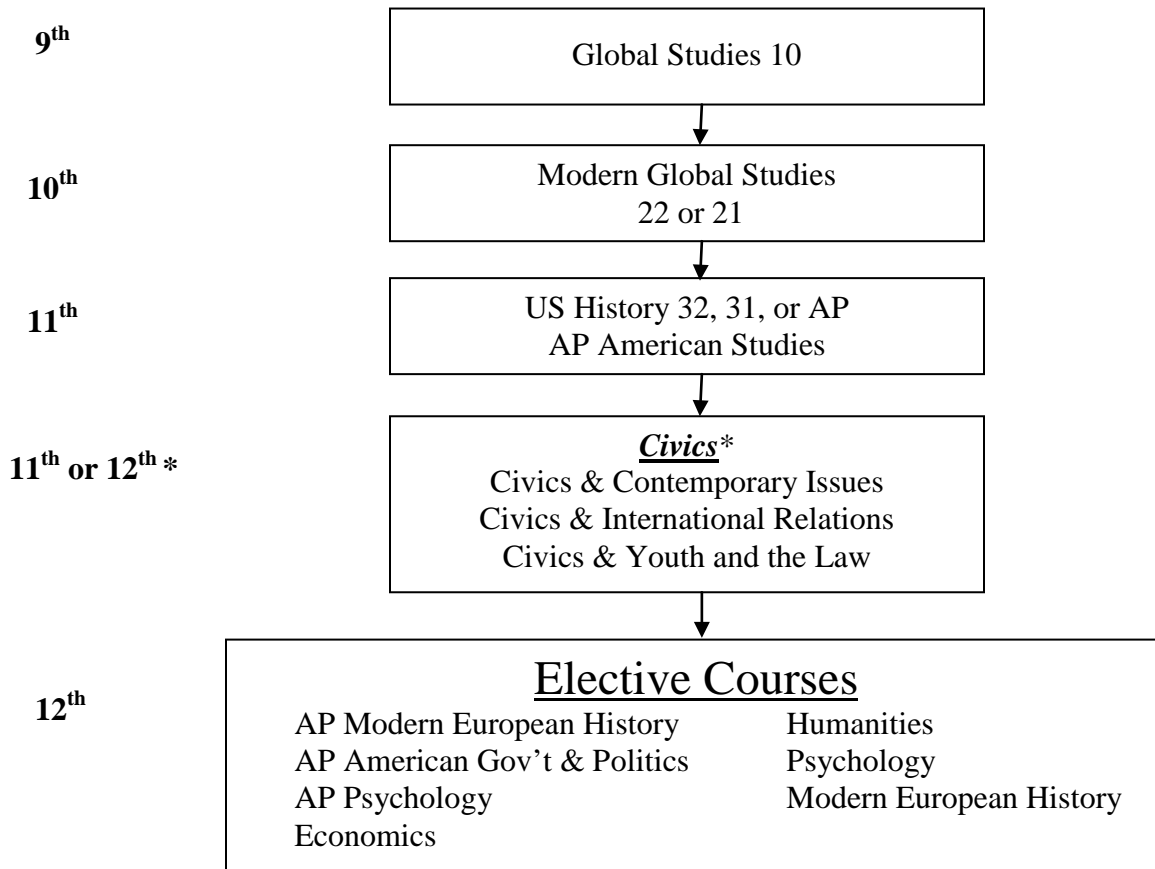 9th
Global Studies 10
10th
Modern Global Studies
22 or 21
11th
US History 32, 31, or AP
AP American Studies
11th or 12th *
Civics*
Civics & Contemporary Issues
Civics & International Relations
Civics & Youth and the Law
12th
Elective Courses
AP Modern European History
AP American Gov’t & Politics
AP Psychology
Economics
Humanities
Psychology
Modern European History